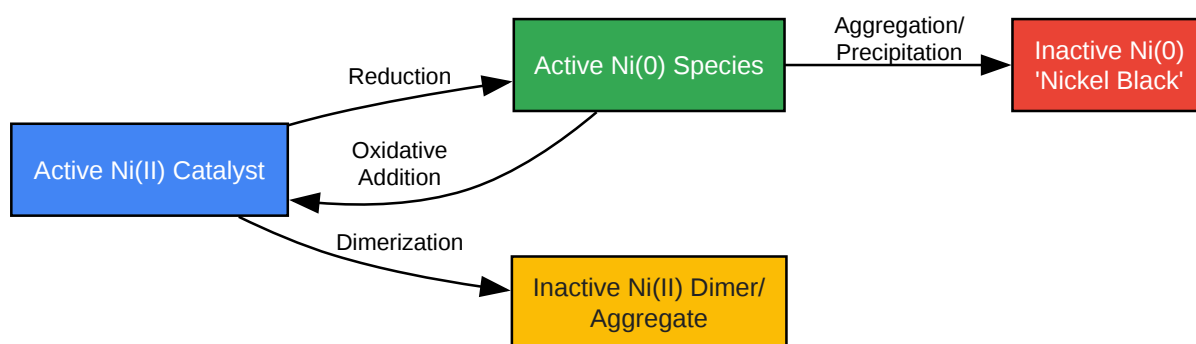 Aggregation/
Precipitation
Active Ni(0) Species
Inactive Ni(0)
'Nickel Black'
Reduction
Active Ni(II) Catalyst
Oxidative
Addition
Dimerization
Inactive Ni(II) Dimer/
Aggregate